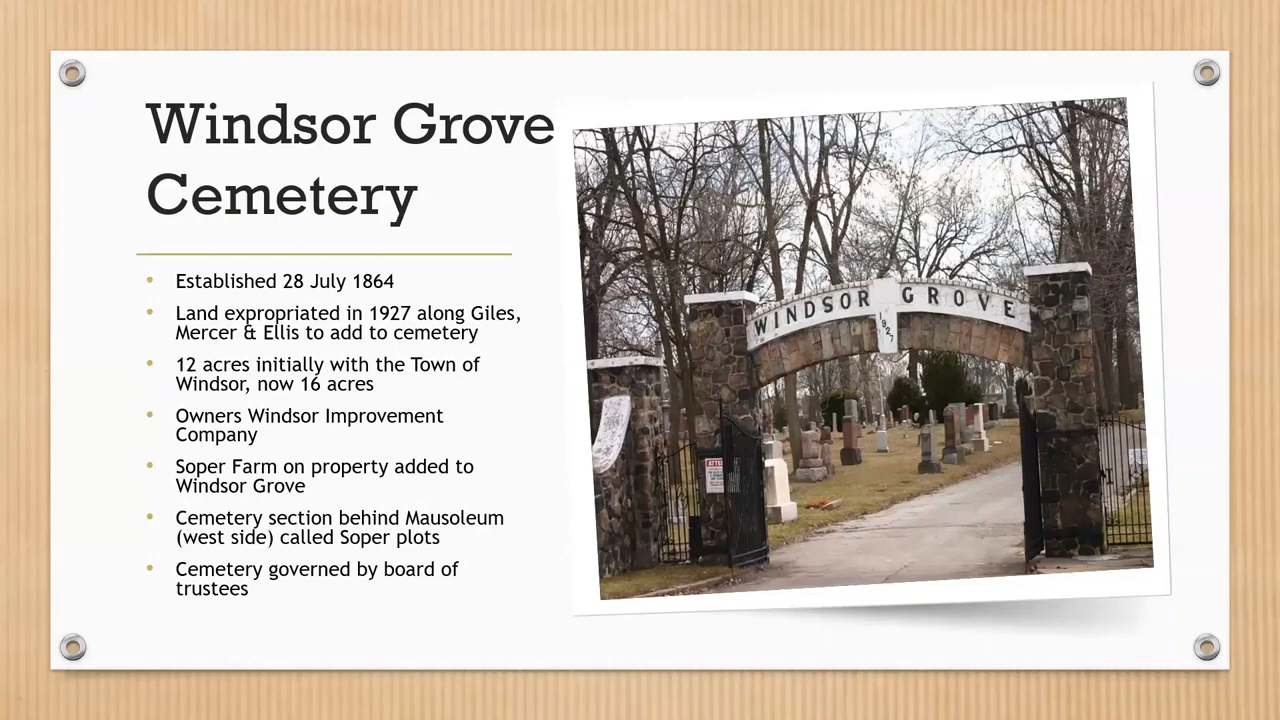 Windsor Grove
Cemetery
• Established 28 July 1864
• Land expropriated in 1927 along Giles,
Mercer & Ellis to add to cemetery
• 12 acres initially with the Town of
Windsor, now 16 acres
• Owners Windsor Improvement
Company
• Soper Farm on property added to
Windsor Grove
• Cemetery section behind Mausoleum
(west side) called Soper plots
• Cemetery governed by board of
trustees
WINDSOR GROVE
1927